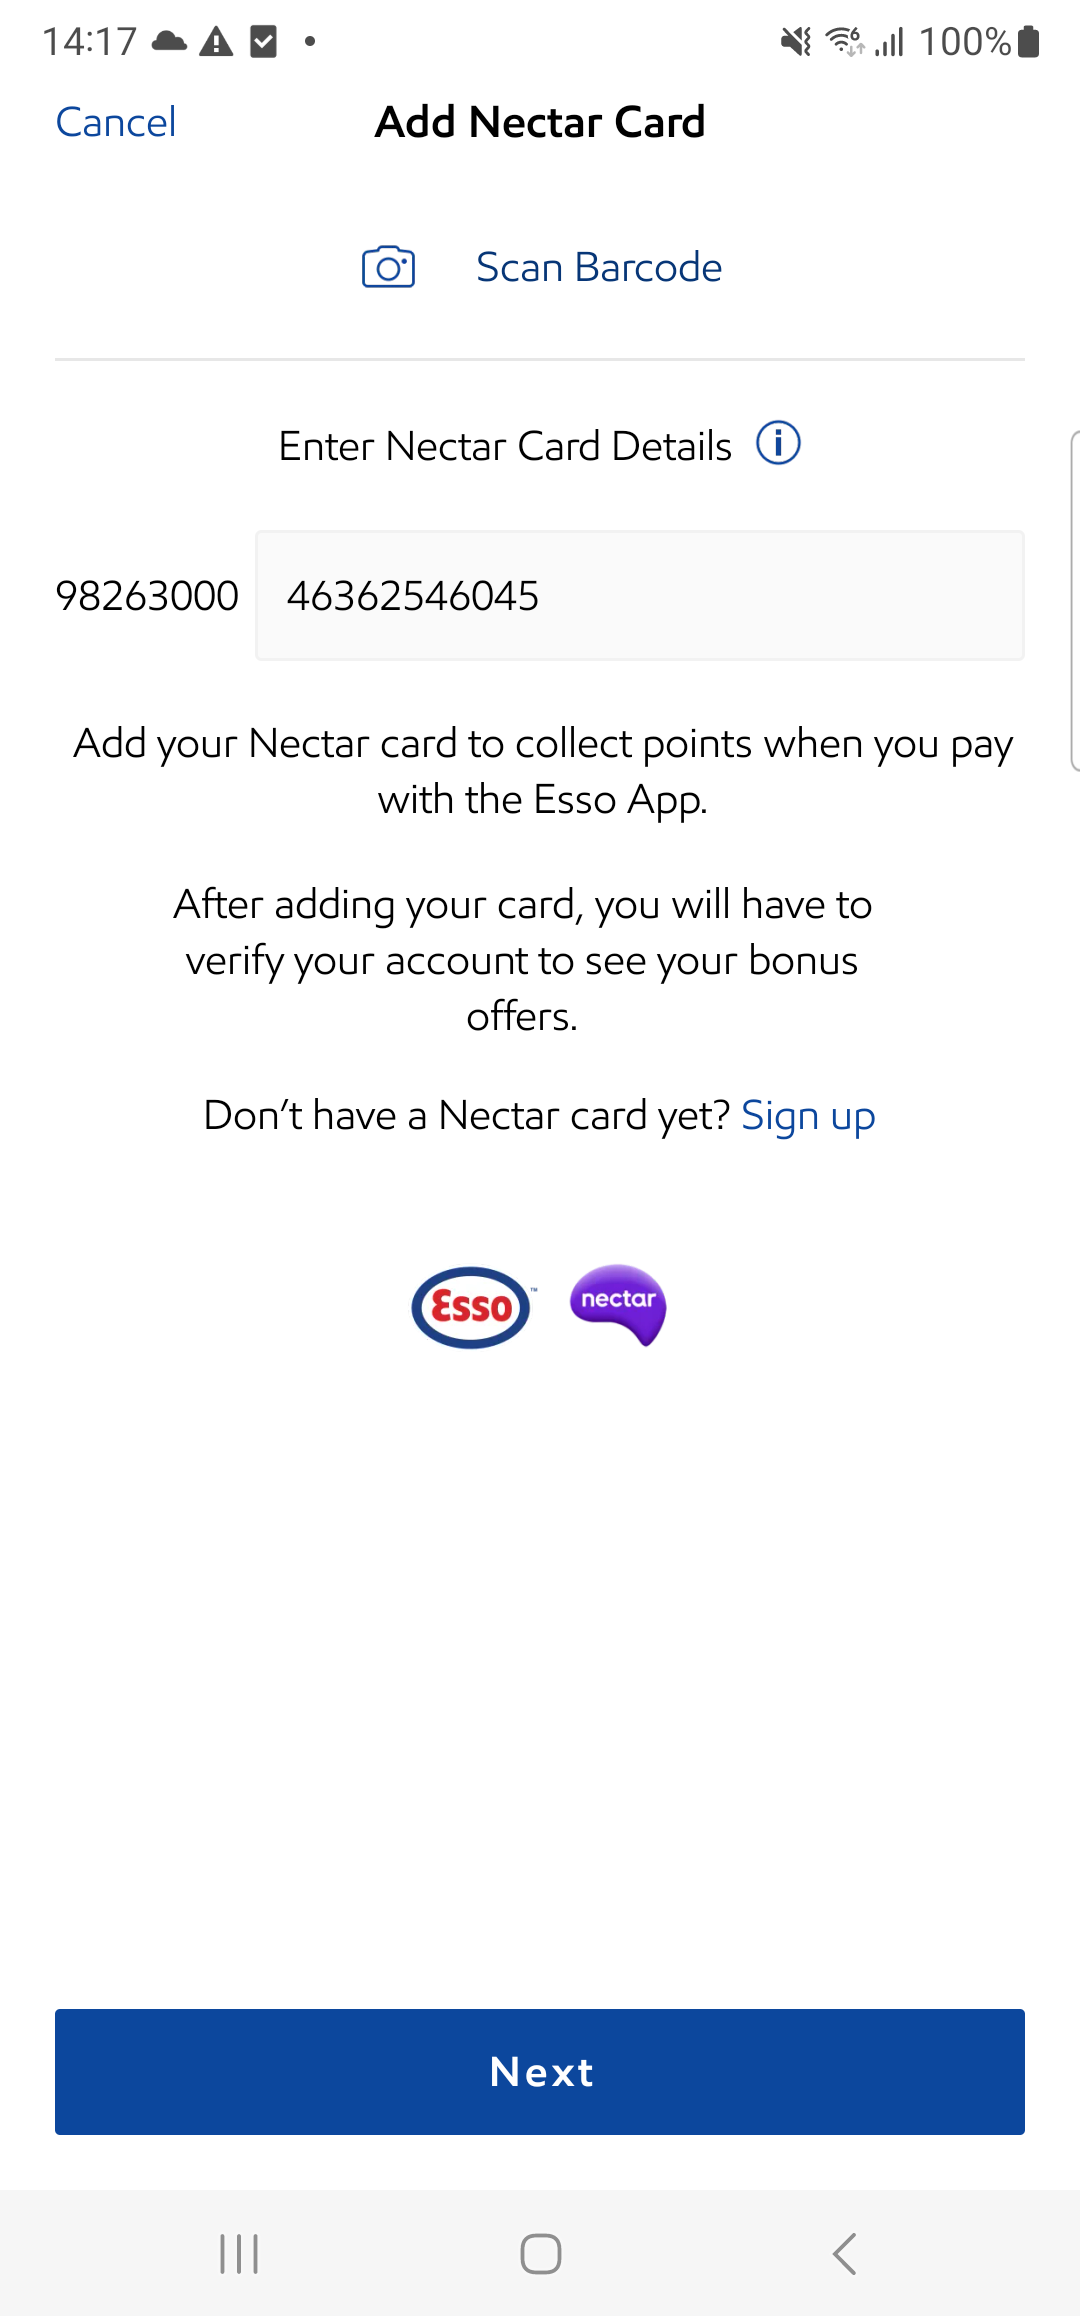 14:17
100%
Cancel
Add Nectar Card
Scan Barcode
Enter Nectar Card Details
98263000 46362546045
Add your Nectar card to collect points when you pay
with the Esso App.
After adding your card, you will have to
verify your account to see your bonus
offers.
Don’t have a Nectar card yet? Sign up
Esso™ nectar
Next